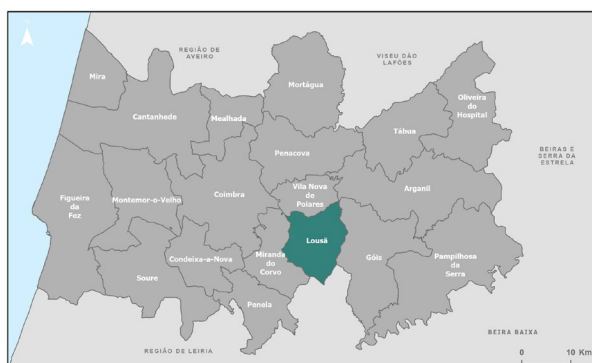 N
REGIÃO DE
AVEIRO
VISEU DÃO
LAFÕES
Mira
Mortágua
Oliveira
do
Hospital
Cantanhede
Mealhada
Tábua
Penacova
BEIRAS E
SERRA DA
ESTRELA
Vila Nova
de
Poiares
Arganil
Figueira
da
Foz
Montemor-o-Velho
Coimbra
Lousã
Miranda
do
Corvo
Condeixa-a-Nova
Góis
Pampilhosa
da
Serra
Soure
Penela
BEIRA BAIXA
REGIÃO DE LEIRIA
0 10 Km